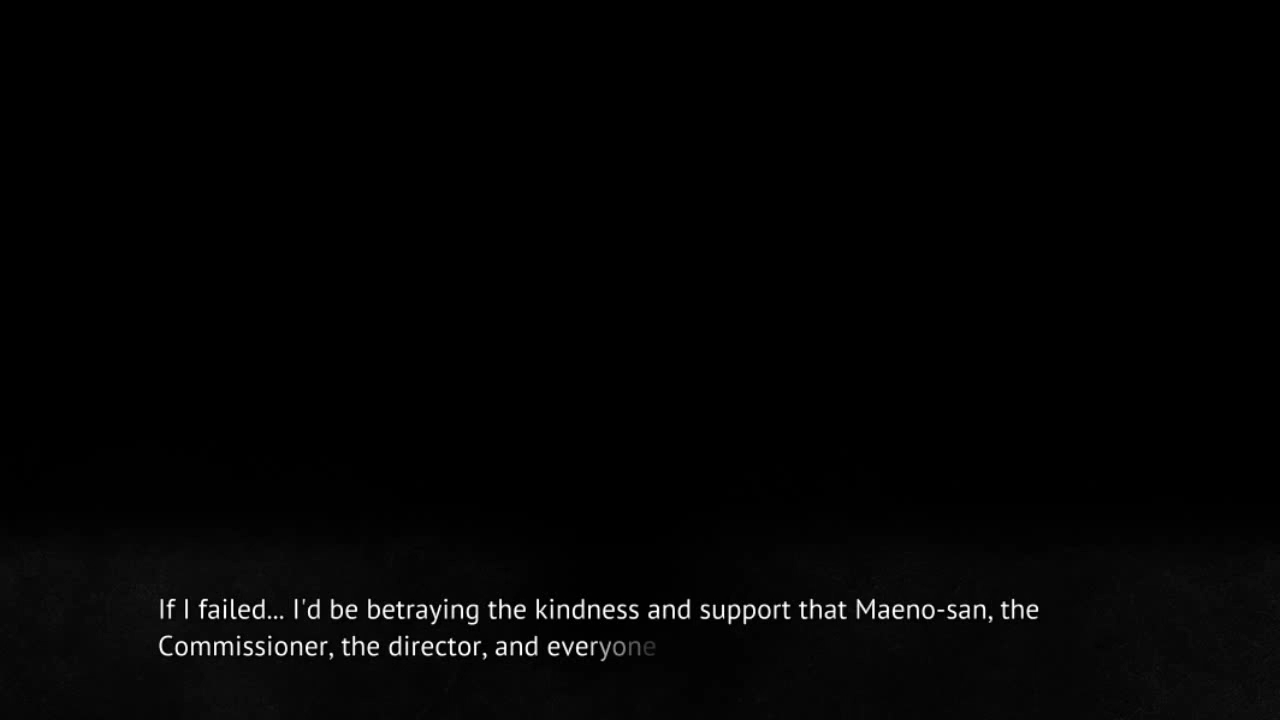 If I failed... I'd be betraying the kindness and support that Maeno-san, the
Commissioner, the director, and everyone